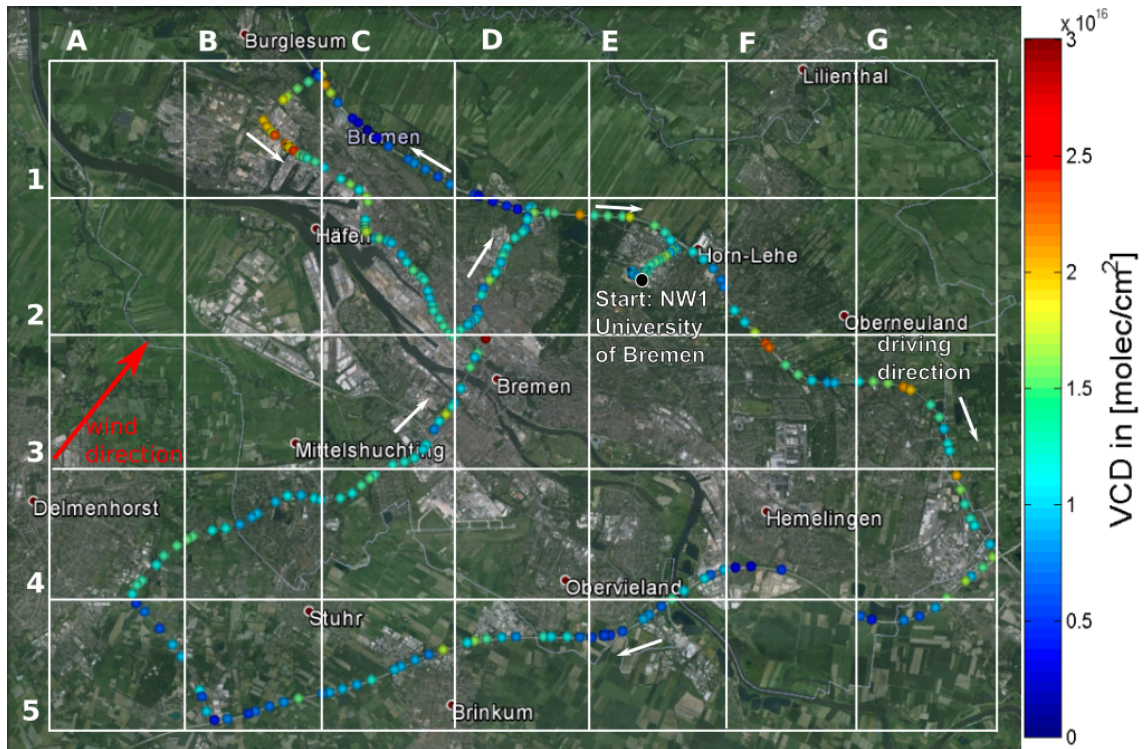 A B C D E F G
Burglesum
Lilienthal
Bremen
1
Häfen
Horn-Lehe
Start: NW1
University
of Bremen
2
Oberneuland
driving
direction
Bremen
wind
direction
Mittelshuchting
3
Delmenhorst
Hemelingen
4
Obervieland
Stuhr
5
Brinkum
x 10^16
3
2.5
2
1.5
1
0.5
0
VCD in [molec/cm²]